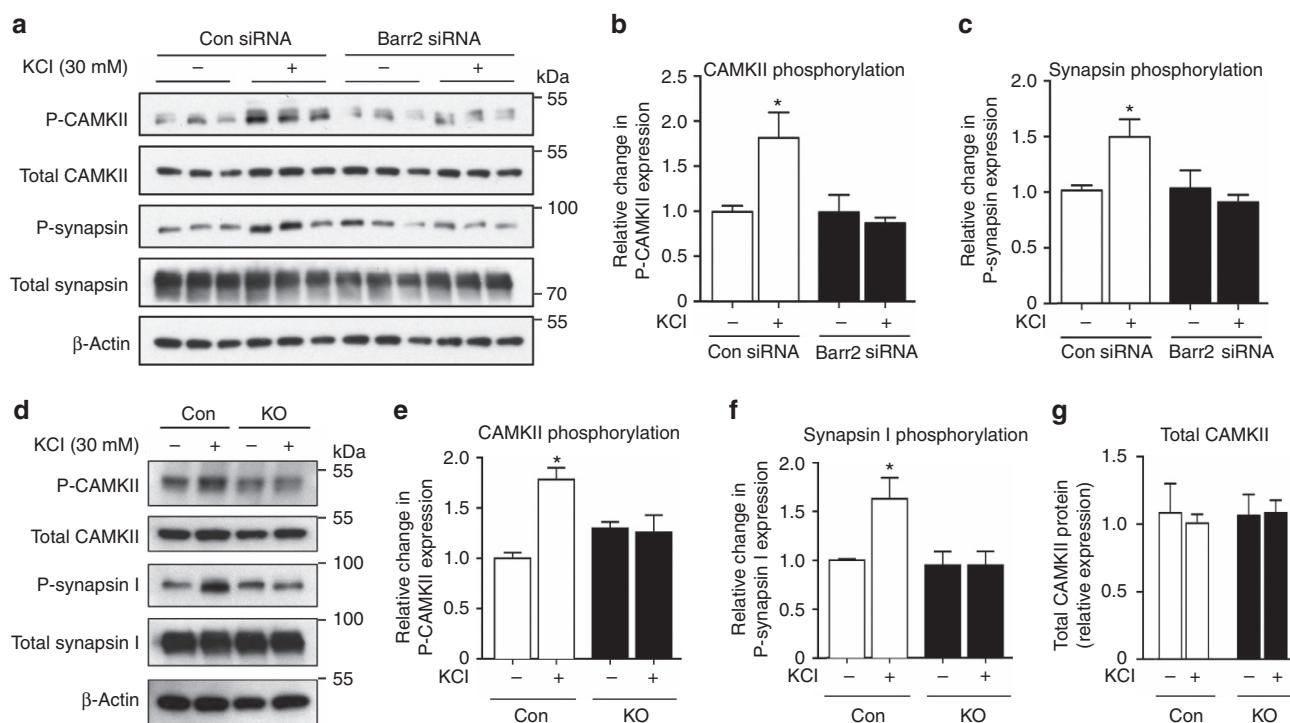 a
Con siRNA Barr2 siRNA
KCl (30 mM) – + – + kDa
P-CAMKII 55
Total CAMKII 55
P-synapsin 100
Total synapsin 70
β-Actin 55
b
CAMKII phosphorylation
Relative change in
P-CAMKII expression
2.5
2.0
1.5
1.0
0.5
0
*
KCl – + – +
Con siRNA Barr2 siRNA
c
Synapsin phosphorylation
Relative change in
P-synapsin expression
2.0
1.5
1.0
0.5
0
*
KCl – + – +
Con siRNA Barr2 siRNA
d
Con KO
KCl (30 mM) – + – + kDa
P-CAMKII 55
Total CAMKII 55
P-synapsin I 100
Total synapsin I 100
β-Actin 55
e
CAMKII phosphorylation
Relative change in
P-CAMKII expression
2.0
1.5
1.0
0.5
0
*
KCl – + – +
Con KO
f
Synapsin I phosphorylation
Relative change in
P-synapsin I expression
2.0
1.5
1.0
0.5
0
*
KCl – + – +
Con KO
g
Total CAMKII
Total CAMKII protein
(relative expression)
1.5
1.0
0.5
0
KCl – + – +
Con KO